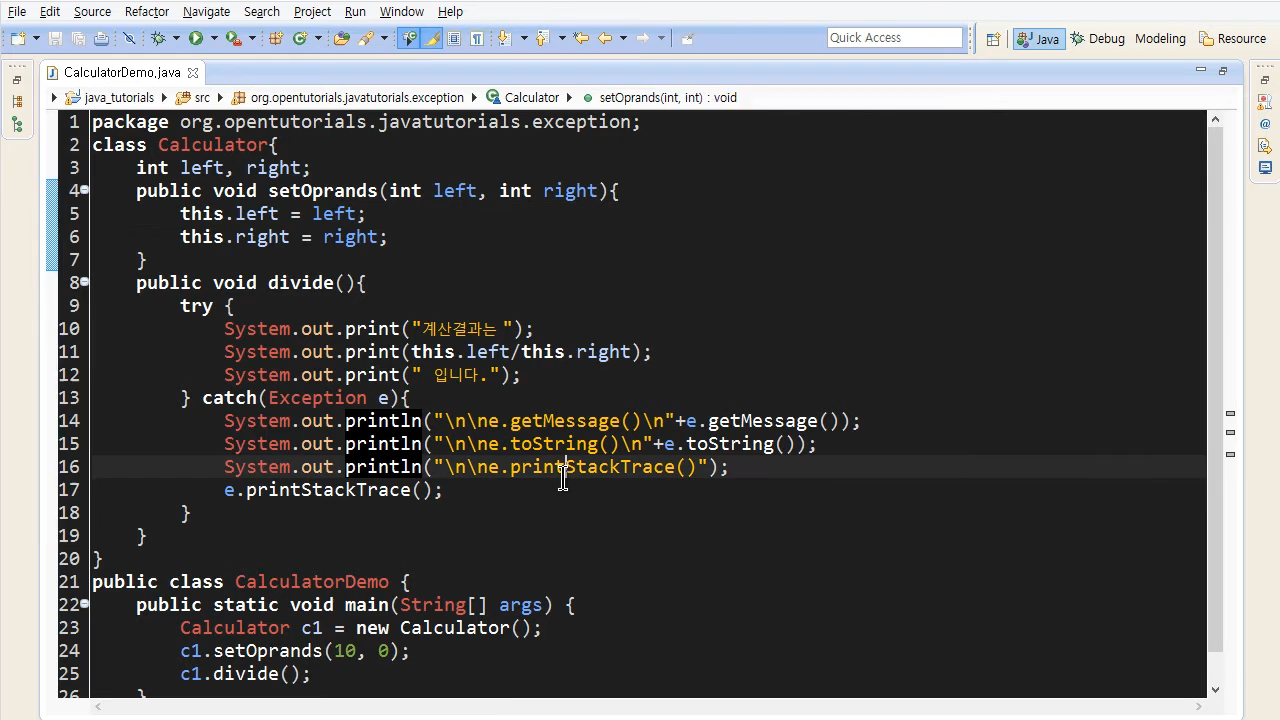 File Edit Source Refactor Navigate Search Project Run Window Help
Quick Access Java Debug Modeling Resource
CalculatorDemo.java
java_tutorials src org.opentutorials.javatutorials.exception Calculator setOprands(int, int) : void
1 package org.opentutorials.javatutorials.exception;
2 class Calculator{
3     int left, right;
4     public void setOprands(int left, int right){
5         this.left = left;
6         this.right = right;
7     }
8     public void divide(){
9         try {
10             System.out.print("계산결과는 ");
11             System.out.print(this.left/this.right);
12             System.out.print(" 입니다.");
13         } catch(Exception e){
14             System.out.println("\n\ne.getMessage()\n"+e.getMessage());
15             System.out.println("\n\ne.toString()\n"+e.toString());
16             System.out.println("\n\ne.printStackTrace()");
17             e.printStackTrace();
18         }
19     }
20 }
21 public class CalculatorDemo {
22     public static void main(String[] args) {
23         Calculator c1 = new Calculator();
24         c1.setOprands(10, 0);
25         c1.divide();
26     }